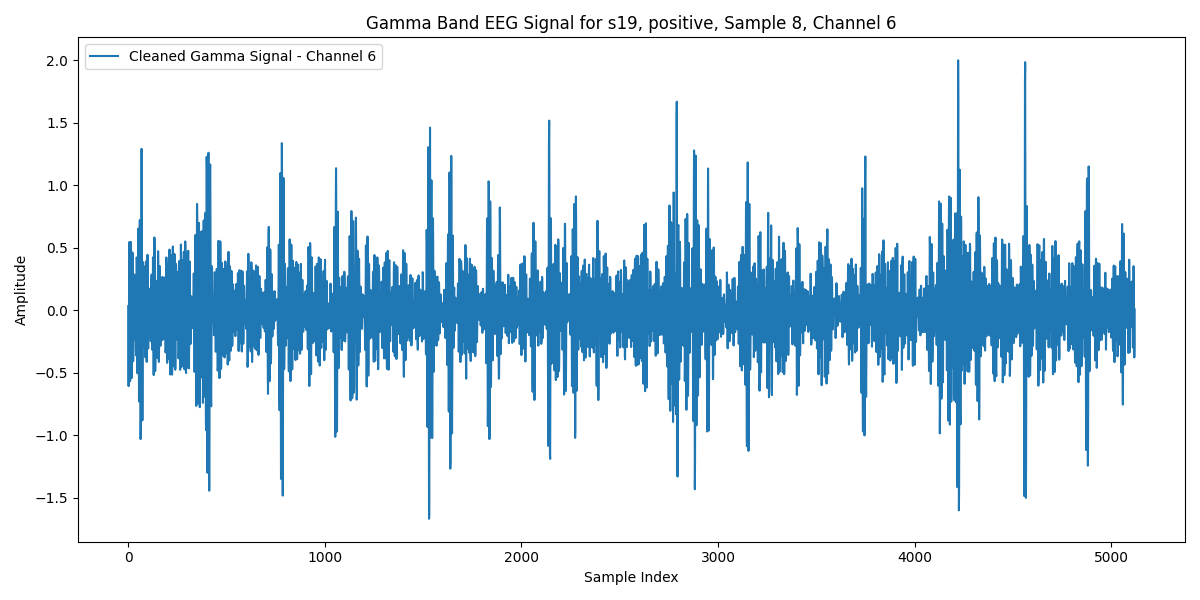 Gamma Band EEG Signal for s19, positive, Sample 8, Channel 6
Cleaned Gamma Signal - Channel 6
2.0
1.5
1.0
0.5
0.0
−0.5
−1.0
−1.5
Amplitude
0 1000 2000 3000 4000 5000
Sample Index